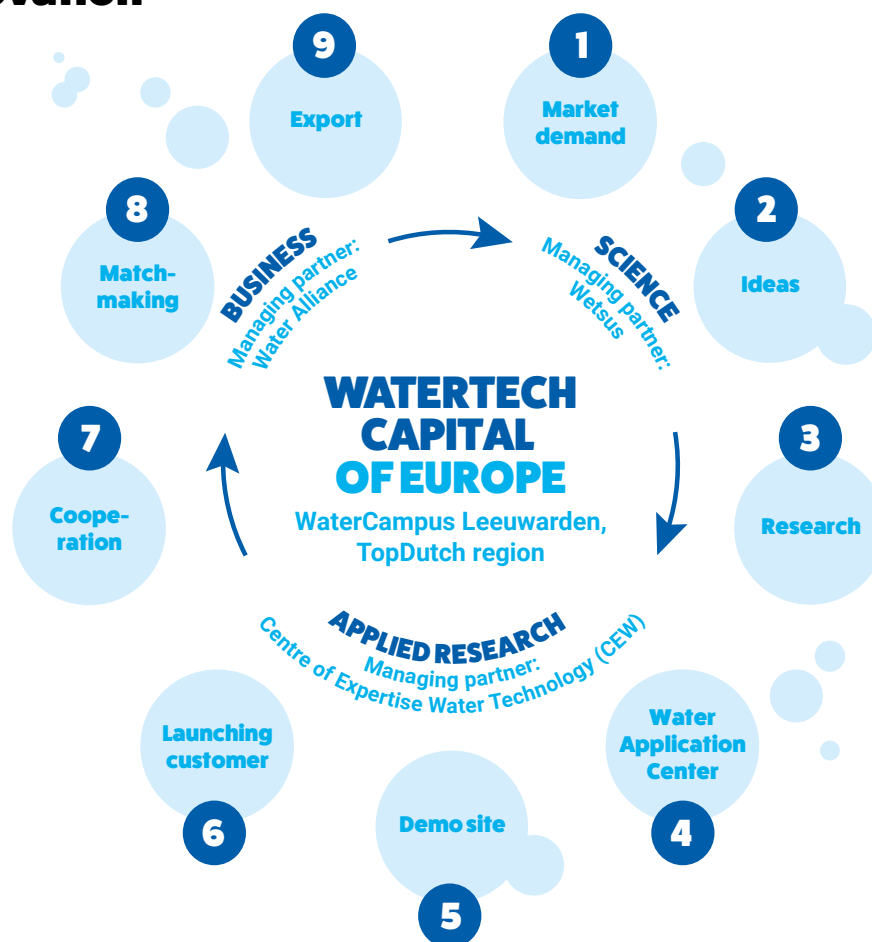 9
Export
1
Market
demand
2
Ideas
3
Research
Water
Application
Center
4
Demo site
5
Launching
customer
6
7
Coope-
ration
8
Match-
making
BUSINESS
Managing partner:
Water Alliance
SCIENCE
Managing partner:
Wetsus
WATERTECH
CAPITAL
OF EUROPE
WaterCampus Leeuwarden,
TopDutch region
APPLIED RESEARCH
Managing partner:
Centre of Expertise Water Technology (CEW)